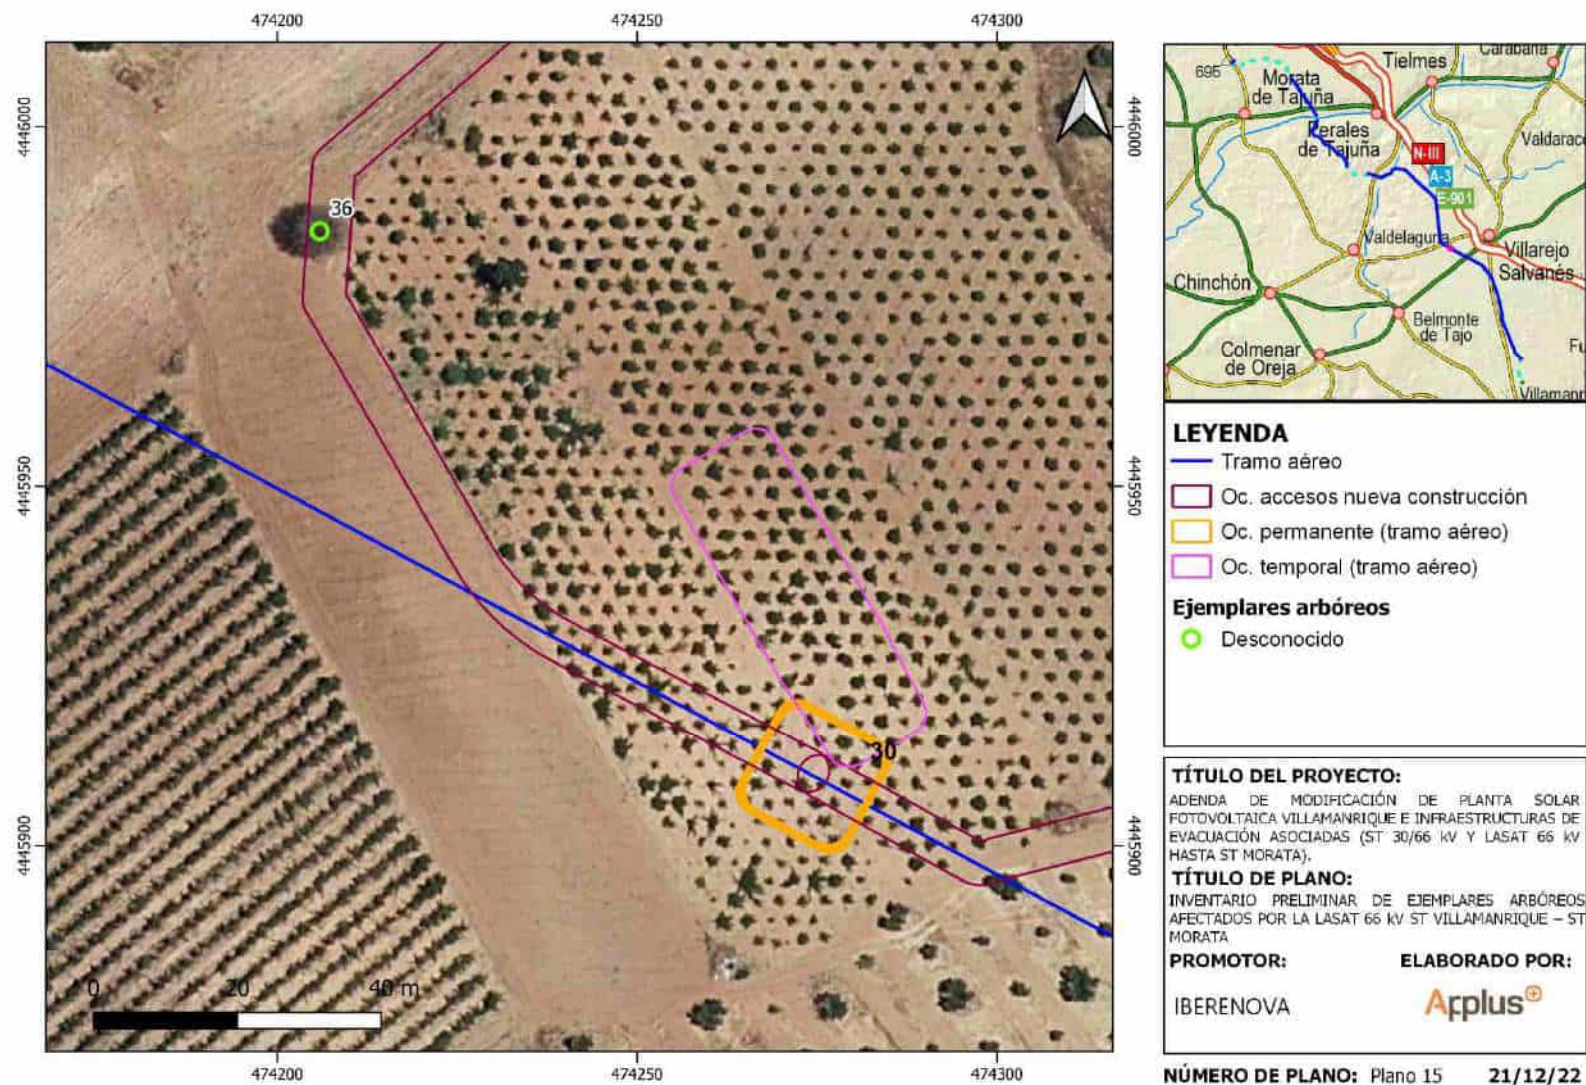 474200
474250
474300
4446000
4446000
4445950
4445950
4445900
4445900
36
30
0
20
40 m
474200
474250
474300
695
Morata
de Tajuña
Tielmes
Carabaña
Perales
de Tajuña
Valdarac
N-III
A-3
E-901
Valdelaguna
Villarejo
Salvanés
Chinchón
Belmonte
de Tajo
Colmenar
de Oreja
Fu
Villamanr
LEYENDA
Tramo aéreo
Oc. accesos nueva construcción
Oc. permanente (tramo aéreo)
Oc. temporal (tramo aéreo)
Ejemplares arbóreos
Desconocido
TÍTULO DEL PROYECTO:
ADENDA DE MODIFICACIÓN DE PLANTA SOLAR
FOTOVOLTAICA VILLAMANRIQUE E INFRAESTRUCTURAS DE
EVACUACIÓN ASOCIADAS (ST 30/66 kV Y LASAT 66 kV
HASTA ST MORATA).
TÍTULO DE PLANO:
INVENTARIO PRELIMINAR DE EJEMPLARES ARBÓREOS
AFECTADOS POR LA LASAT 66 kV ST VILLAMANRIQUE – ST
MORATA
PROMOTOR:
ELABORADO POR:
IBERENOVA
Applus+
NÚMERO DE PLANO: Plano 15 21/12/22